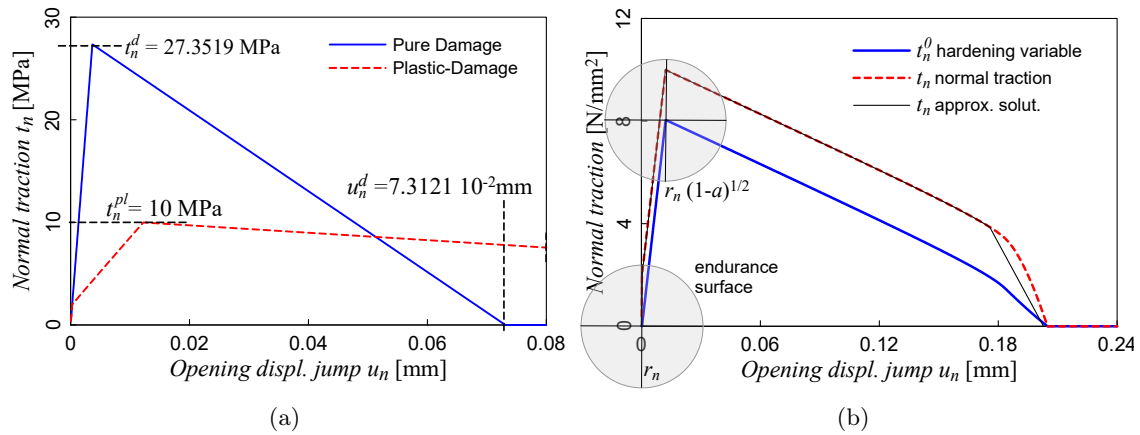 30
20
10
0
Normal traction t_n [MPa]
t_n^d = 27.3519 MPa
Pure Damage
Plastic-Damage
u_n^d =7.3121 10^-2 mm
t_n^pl = 10 MPa
0 0.02 0.04 0.06 0.08
Opening displ. jump u_n [mm]
(a)
12
8
4
0
Normal traction [N/mm^2]
t_n^0 hardening variable
t_n normal traction
t_n approx. solut.
r_n (1-a)^1/2
endurance
surface
r_n
0 0.06 0.12 0.18 0.24
Opening displ. jump u_n [mm]
(b)